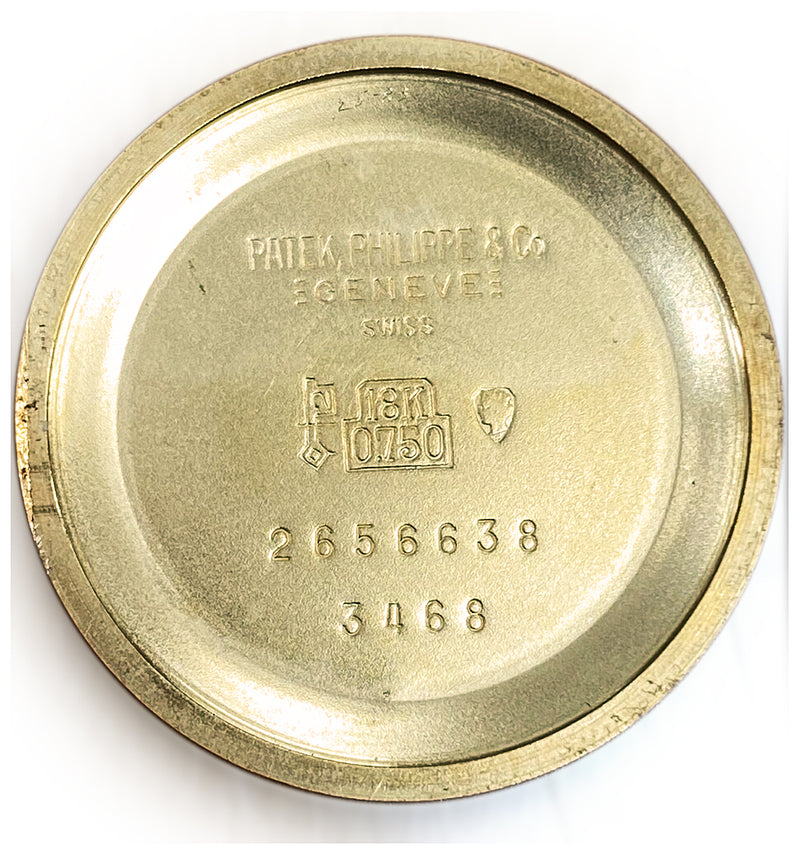 PATEK, PHILIPPE & Co
GENEVE
SWISS
18K
0.750
2656638
3468